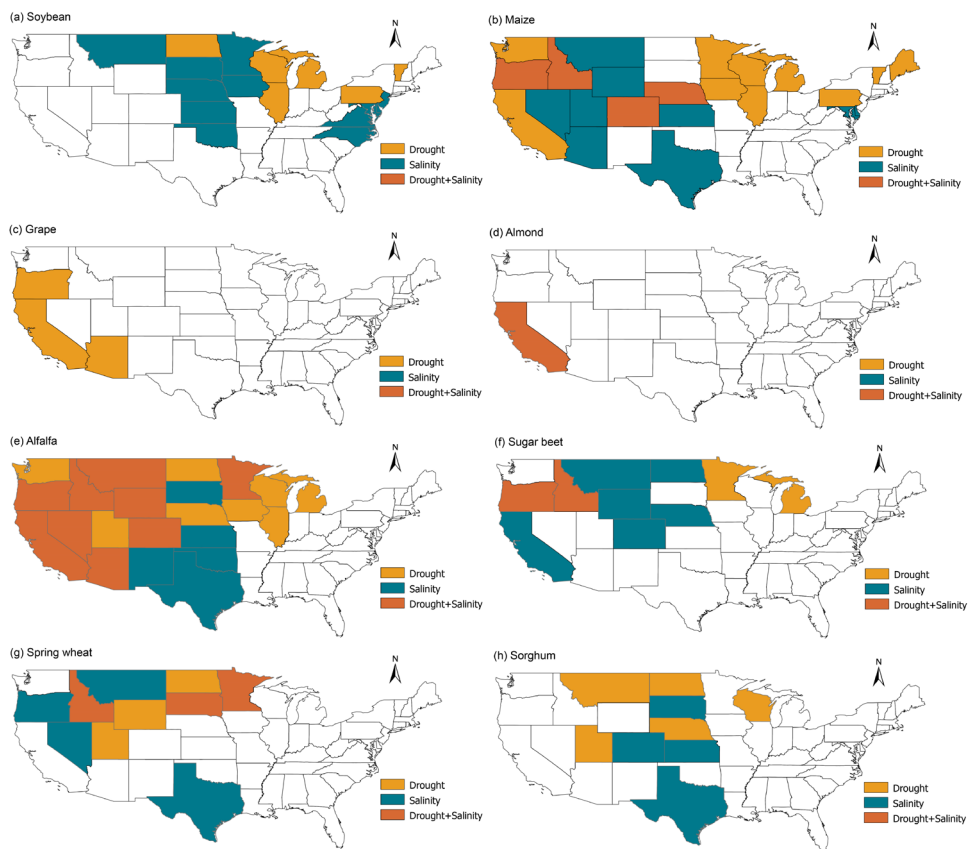 (a) Soybean
N
Drought
Salinity
Drought+Salinity
(b) Maize
N
Drought
Salinity
Drought+Salinity
(c) Grape
N
Drought
Salinity
Drought+Salinity
(d) Almond
N
Drought
Salinity
Drought+Salinity
(e) Alfalfa
N
Drought
Salinity
Drought+Salinity
(f) Sugar beet
N
Drought
Salinity
Drought+Salinity
(g) Spring wheat
N
Drought
Salinity
Drought+Salinity
(h) Sorghum
N
Drought
Salinity
Drought+Salinity